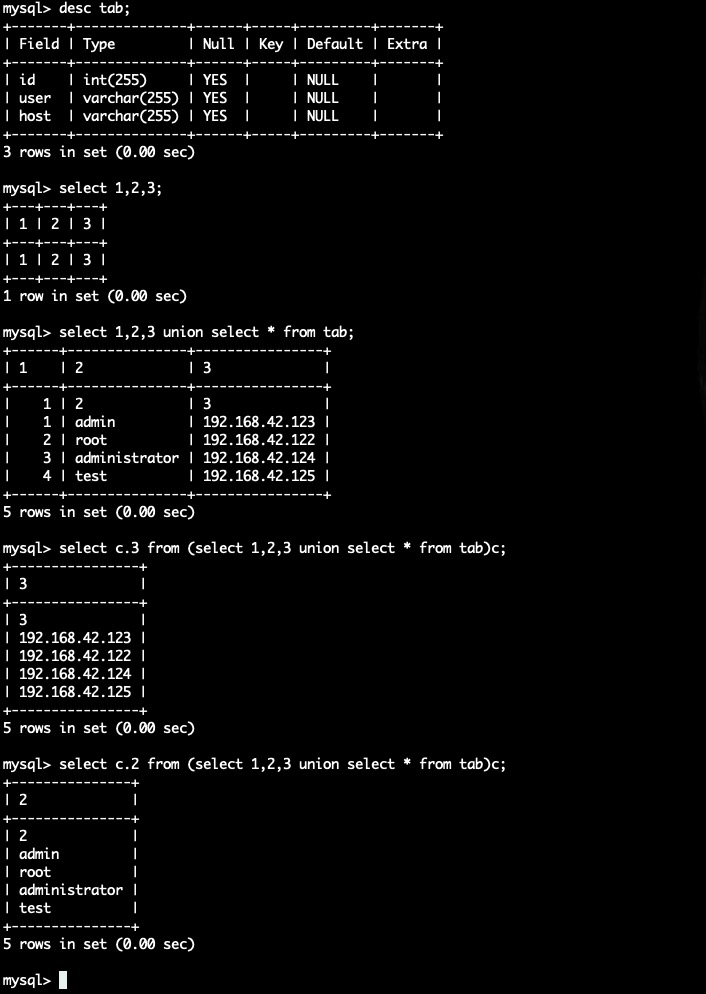 mysql> desc tab;
+-------+--------------+------+-----+---------+-------+
| Field | Type         | Null | Key | Default | Extra |
+-------+--------------+------+-----+---------+-------+
| id    | int(255)     | YES  |     | NULL    |       |
| user  | varchar(255) | YES  |     | NULL    |       |
| host  | varchar(255) | YES  |     | NULL    |       |
+-------+--------------+------+-----+---------+-------+
3 rows in set (0.00 sec)

mysql> select 1,2,3;
+---+---+---+
| 1 | 2 | 3 |
+---+---+---+
| 1 | 2 | 3 |
+---+---+---+
1 row in set (0.00 sec)

mysql> select 1,2,3 union select * from tab;
+------+---------------+----------------+
| 1    | 2             | 3              |
+------+---------------+----------------+
|    1 | 2             | 3              |
|    1 | admin         | 192.168.42.123 |
|    2 | root          | 192.168.42.122 |
|    3 | administrator | 192.168.42.124 |
|    4 | test          | 192.168.42.125 |
+------+---------------+----------------+
5 rows in set (0.00 sec)

mysql> select c.3 from (select 1,2,3 union select * from tab)c;
+----------------+
| 3              |
+----------------+
| 3              |
| 192.168.42.123 |
| 192.168.42.122 |
| 192.168.42.124 |
| 192.168.42.125 |
+----------------+
5 rows in set (0.00 sec)

mysql> select c.2 from (select 1,2,3 union select * from tab)c;
+---------------+
| 2             |
+---------------+
| 2             |
| admin         |
| root          |
| administrator |
| test          |
+---------------+
5 rows in set (0.00 sec)

mysql>